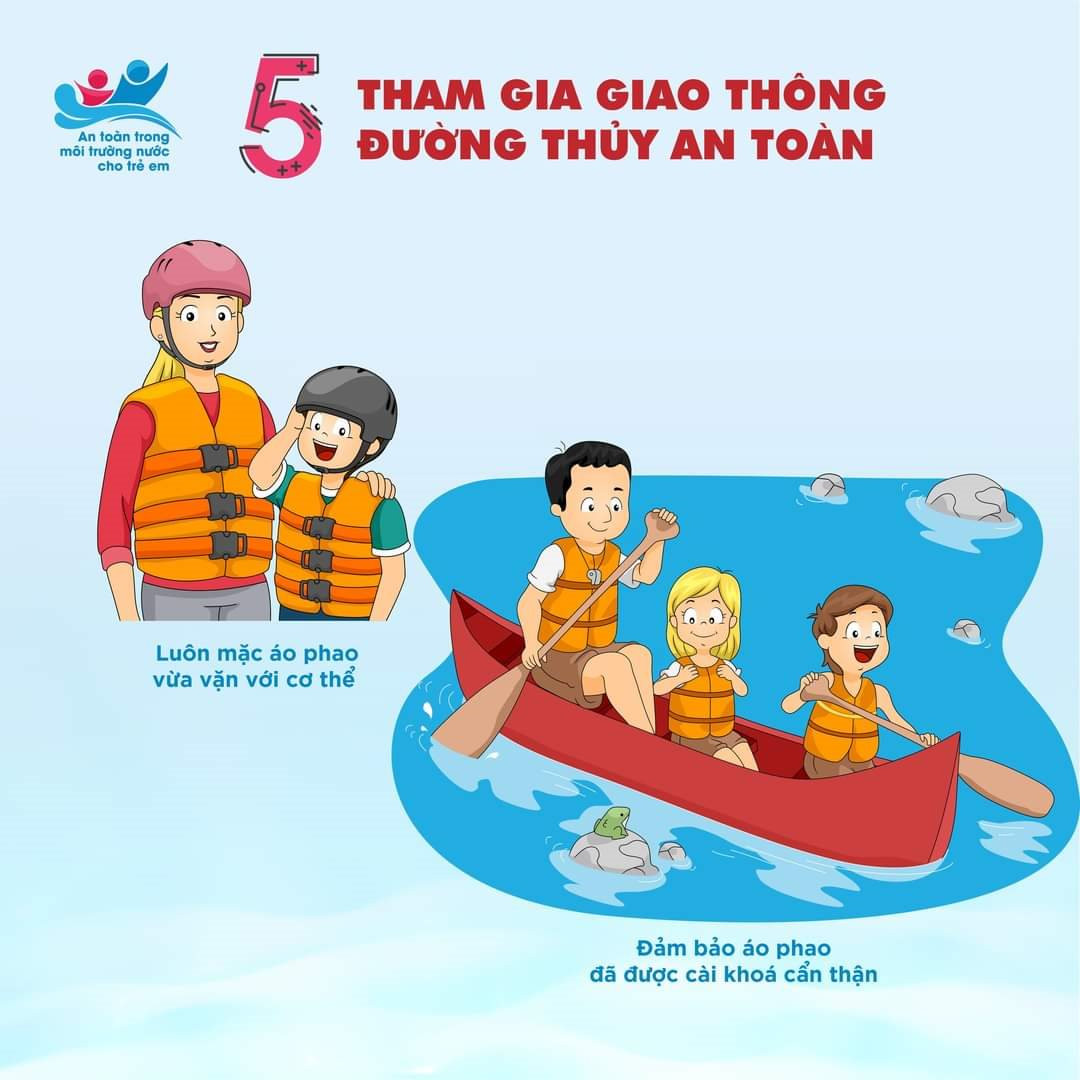 An toàn trong
môi trường nước
cho trẻ em
5
THAM GIA GIAO THÔNG
ĐƯỜNG THỦY AN TOÀN
Luôn mặc áo phao
vừa vặn với cơ thể
Đảm bảo áo phao
đã được cài khoá cẩn thận